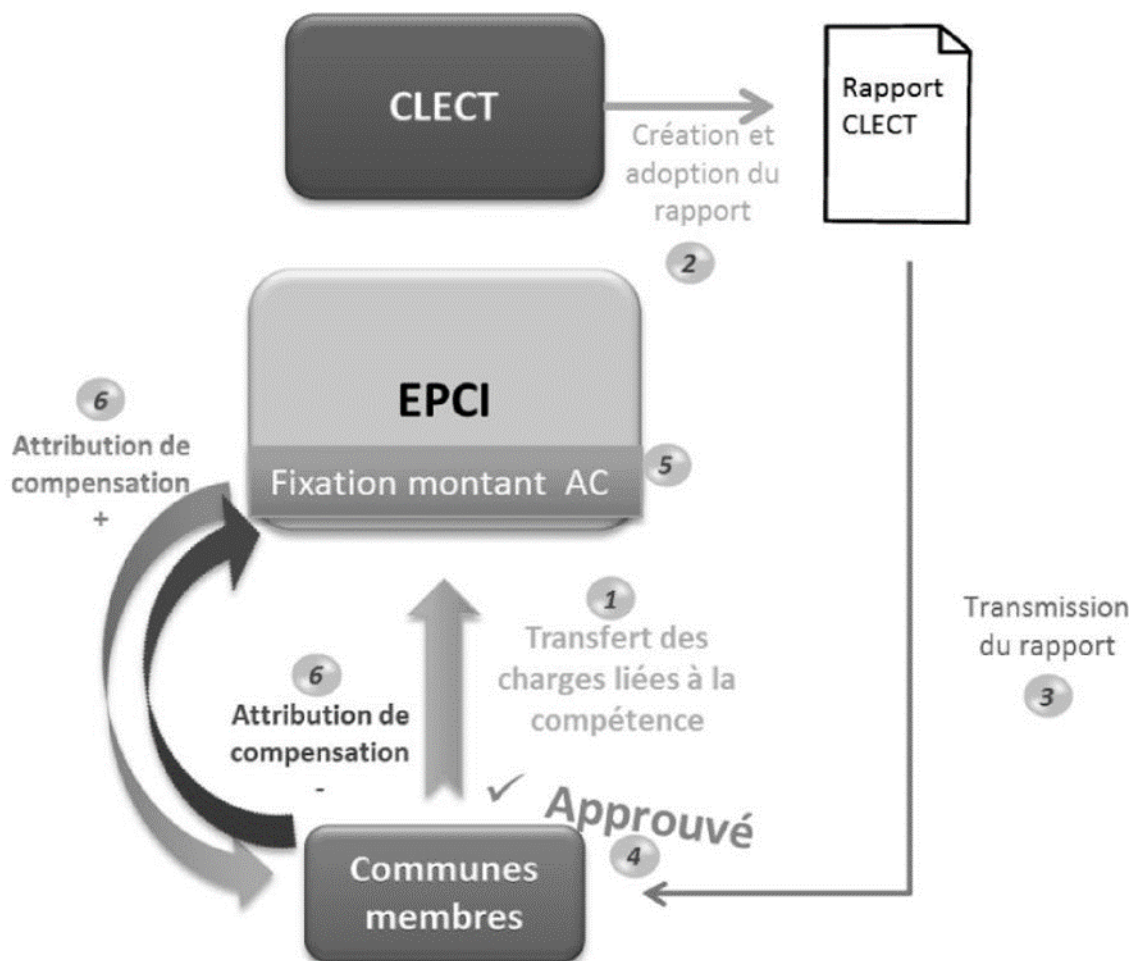 CLECT
Rapport
CLECT
Création et
adoption du
rapport
2
EPCI
Fixation montant AC
5
6
Attribution de
compensation
+
1
Transfert des
charges liées à la
compétence
Transmission
du rapport
3
6
Attribution de
compensation
-
✓ Approuvé
4
Communes
membres